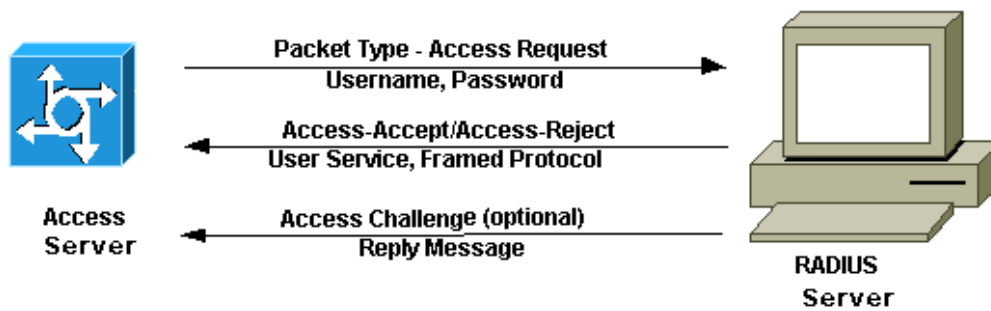 Packet Type - Access Request
Username, Password
Access-Accept/Access-Reject
User Service, Framed Protocol
Access Challenge (optional)
Reply Message
Access
Server
RADIUS
Server